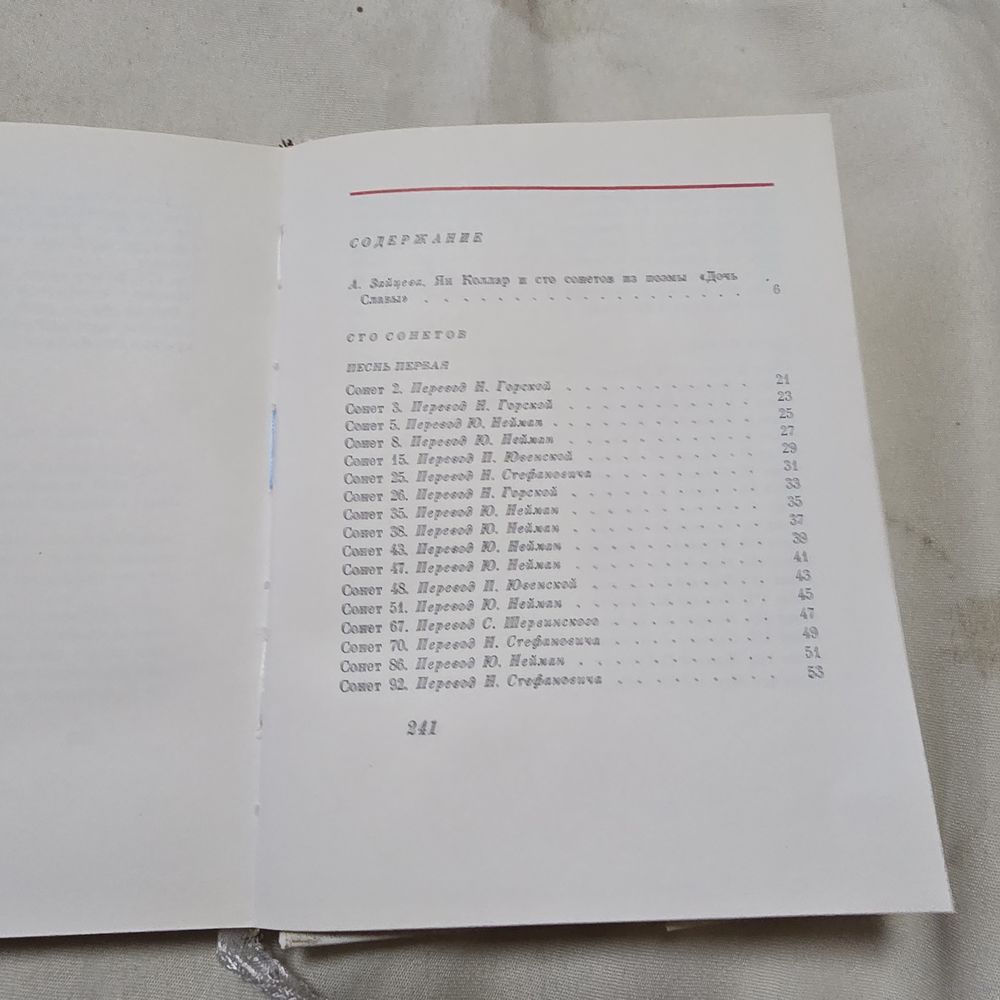 СОДЕРЖАНИЕ
А. Зайцева. Ян Коллар и сто сонетов из поэмы «Дочь
Славы» . . . . . . . . . . . . . . . . . . 6
СТО СОНЕТОВ
ПЕСНЬ ПЕРВАЯ
Сонет 2. Перевод Н. Горской . . . . . . . . . . 21
Сонет 3. Перевод Н. Горской . . . . . . . . . . 23
Сонет 5. Перевод Ю. Нейман . . . . . . . . . . 25
Сонет 8. Перевод Ю. Нейман . . . . . . . . . . 27
Сонет 15. Перевод П. Ювенской . . . . . . . . . 29
Сонет 25. Перевод Н. Стефановича . . . . . . . . 31
Сонет 26. Перевод Н. Горской . . . . . . . . . . 33
Сонет 35. Перевод Ю. Нейман . . . . . . . . . . 35
Сонет 38. Перевод Ю. Нейман . . . . . . . . . . 37
Сонет 43. Перевод Ю. Нейман . . . . . . . . . . 39
Сонет 47. Перевод Ю. Нейман . . . . . . . . . . 41
Сонет 48. Перевод П. Ювенской . . . . . . . . . 43
Сонет 51. Перевод Ю. Нейман . . . . . . . . . . 45
Сонет 67. Перевод С. Шервинского . . . . . . . . 47
Сонет 70. Перевод Н. Стефановича . . . . . . . . 49
Сонет 86. Перевод Ю. Нейман . . . . . . . . . . 51
Сонет 92. Перевод Н. Стефановича . . . . . . . . 53
241